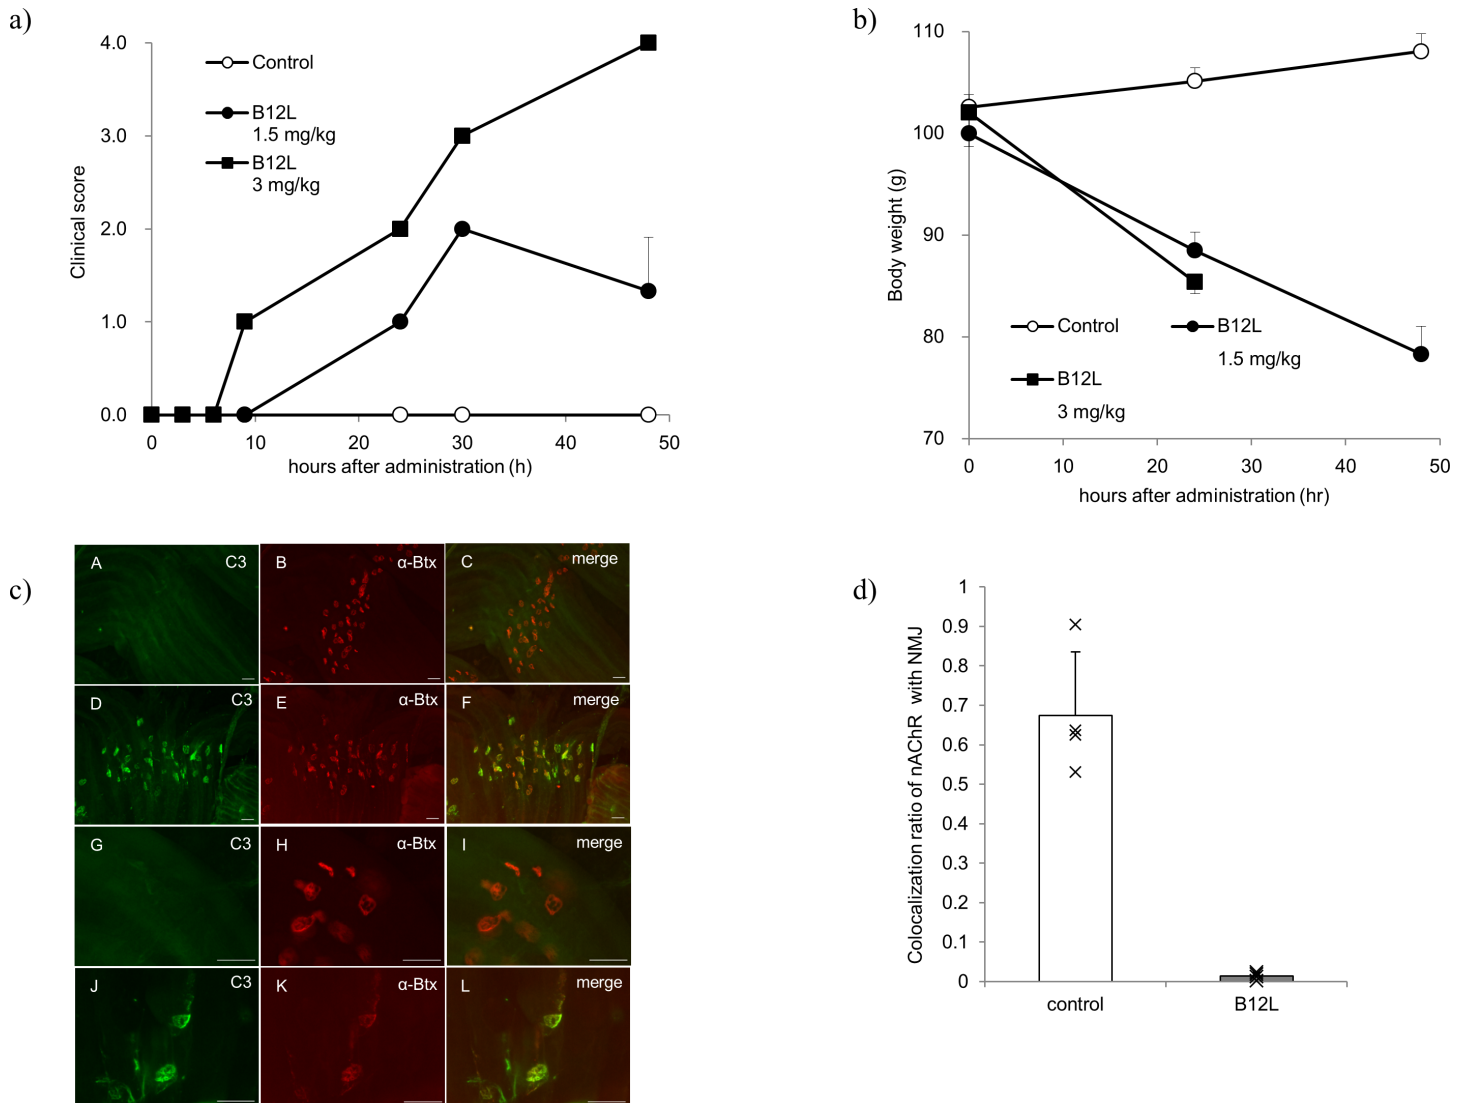 a)
4.0
3.0
2.0
1.0
0.0
Clinical score
Control
B12L
1.5 mg/kg
B12L
3 mg/kg
0 10 20 30 40 50
hours after administration (h)
b)
110
100
90
80
70
Body weight (g)
Control
B12L
1.5 mg/kg
B12L
3 mg/kg
0 10 20 30 40 50
hours after administration (hr)
c)
A C3 B α-Btx C merge
D C3 E α-Btx F merge
G C3 H α-Btx I merge
J C3 K α-Btx L merge
d)
1
0.9
0.8
0.7
0.6
0.5
0.4
0.3
0.2
0.1
0
Colocalization ratio of nAChR with NMJ
control B12L